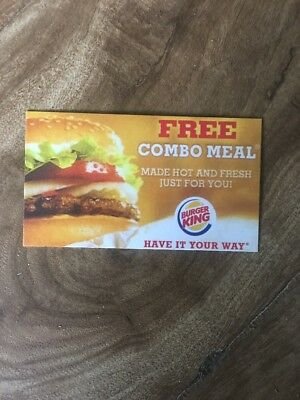 FREE
COMBO MEAL
MADE HOT AND FRESH
JUST FOR YOU!
BURGER
KING
HAVE IT YOUR WAY®